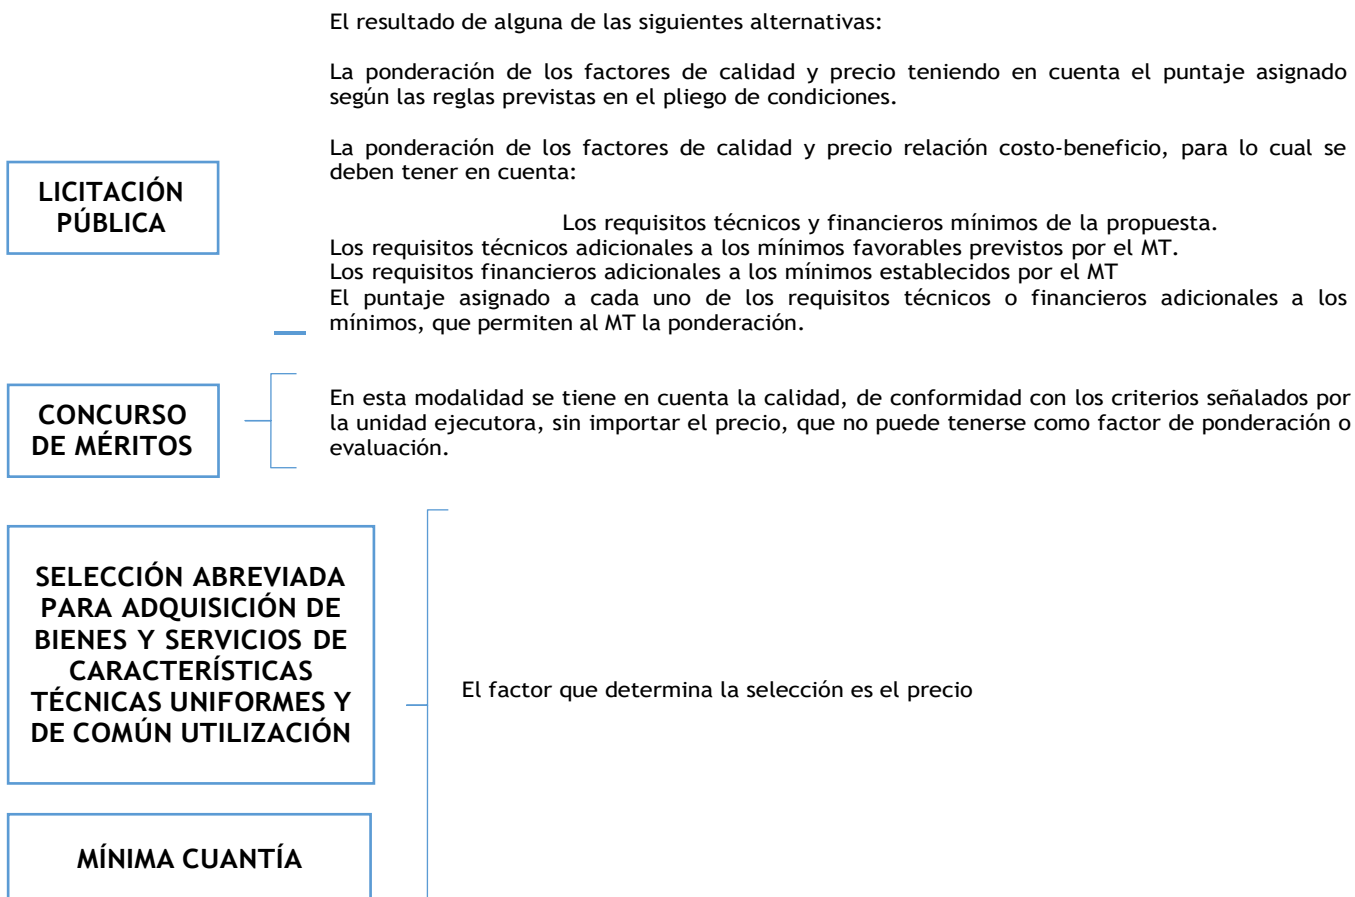 El resultado de alguna de las siguientes alternativas:
La ponderación de los factores de calidad y precio teniendo en cuenta el puntaje asignado
según las reglas previstas en el pliego de condiciones.
La ponderación de los factores de calidad y precio relación costo-beneficio, para lo cual se
deben tener en cuenta:
LICITACIÓN
PÚBLICA
Los requisitos técnicos y financieros mínimos de la propuesta.
Los requisitos técnicos adicionales a los mínimos favorables previstos por el MT.
Los requisitos financieros adicionales a los mínimos establecidos por el MT
El puntaje asignado a cada uno de los requisitos técnicos o financieros adicionales a los
mínimos, que permiten al MT la ponderación.
CONCURSO
DE MÉRITOS
En esta modalidad se tiene en cuenta la calidad, de conformidad con los criterios señalados por
la unidad ejecutora, sin importar el precio, que no puede tenerse como factor de ponderación o
evaluación.
SELECCIÓN ABREVIADA
PARA ADQUISICIÓN DE
BIENES Y SERVICIOS DE
CARACTERÍSTICAS
TÉCNICAS UNIFORMES Y
DE COMÚN UTILIZACIÓN
El factor que determina la selección es el precio
MÍNIMA CUANTÍA